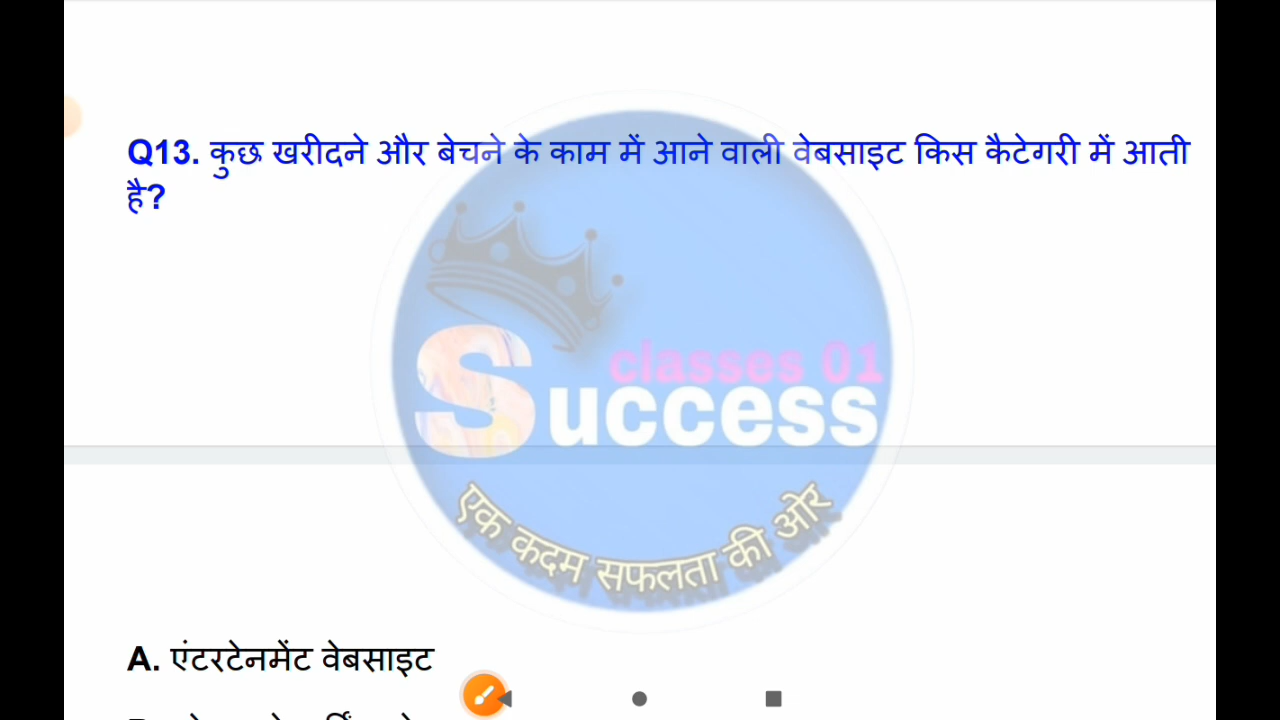 Q13. कुछ खरीदने और बेचने के काम में आने वाली वेबसाइट किस कैटेगरी में आती
है?
classes 01
Success
एक कदम सफलता की ओर
A. एंटरटेनमेंट वेबसाइट